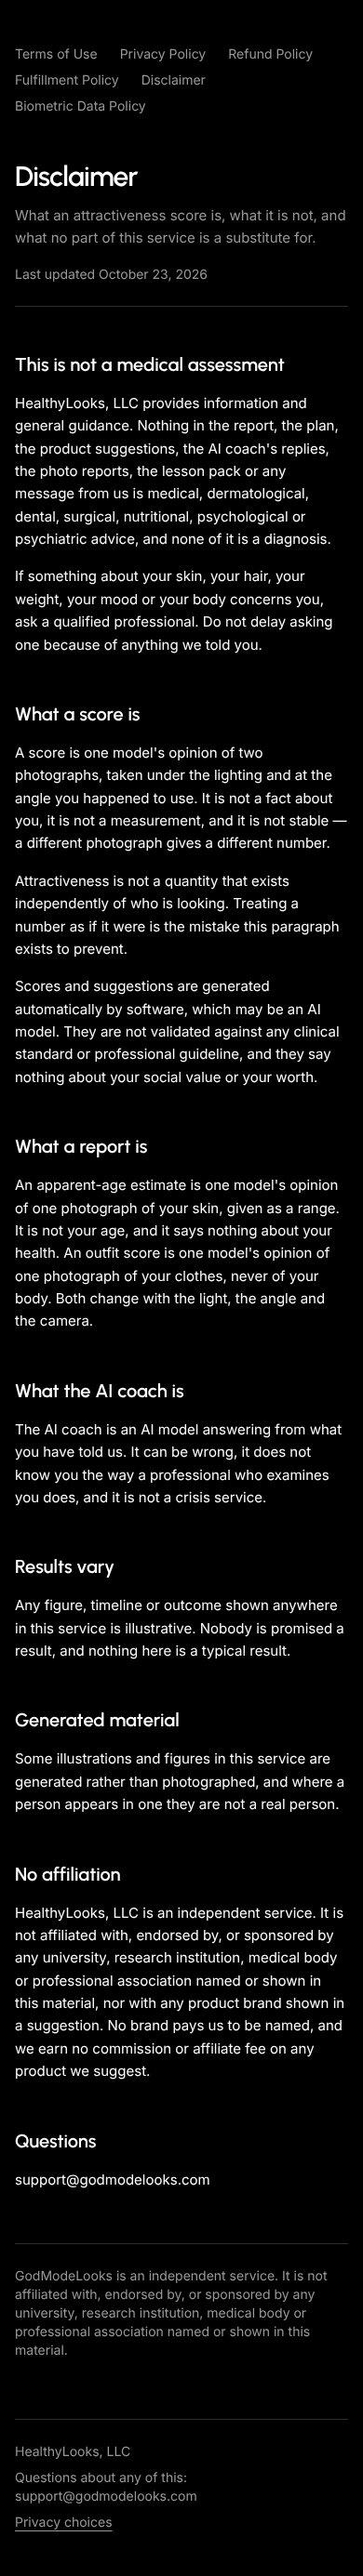 Terms of Use Privacy Policy Refund Policy
Fulfillment Policy Disclaimer
Biometric Data Policy
Disclaimer
What an attractiveness score is, what it is not, and
what no part of this service is a substitute for.
Last updated October 23, 2026
This is not a medical assessment
HealthyLooks, LLC provides information and
general guidance. Nothing in the report, the plan,
the product suggestions, the AI coach's replies,
the photo reports, the lesson pack or any
message from us is medical, dermatological,
dental, surgical, nutritional, psychological or
psychiatric advice, and none of it is a diagnosis.
If something about your skin, your hair, your
weight, your mood or your body concerns you,
ask a qualified professional. Do not delay asking
one because of anything we told you.
What a score is
A score is one model's opinion of two
photographs, taken under the lighting and at the
angle you happened to use. It is not a fact about
you, it is not a measurement, and it is not stable —
a different photograph gives a different number.
Attractiveness is not a quantity that exists
independently of who is looking. Treating a
number as if it were is the mistake this paragraph
exists to prevent.
Scores and suggestions are generated
automatically by software, which may be an AI
model. They are not validated against any clinical
standard or professional guideline, and they say
nothing about your social value or your worth.
What a report is
An apparent-age estimate is one model's opinion
of one photograph of your skin, given as a range.
It is not your age, and it says nothing about your
health. An outfit score is one model's opinion of
one photograph of your clothes, never of your
body. Both change with the light, the angle and
the camera.
What the AI coach is
The AI coach is an AI model answering from what
you have told us. It can be wrong, it does not
know you the way a professional who examines
you does, and it is not a crisis service.
Results vary
Any figure, timeline or outcome shown anywhere
in this service is illustrative. Nobody is promised a
result, and nothing here is a typical result.
Generated material
Some illustrations and figures in this service are
generated rather than photographed, and where a
person appears in one they are not a real person.
No affiliation
HealthyLooks, LLC is an independent service. It is
not affiliated with, endorsed by, or sponsored by
any university, research institution, medical body
or professional association named or shown in
this material, nor with any product brand shown in
a suggestion. No brand pays us to be named, and
we earn no commission or affiliate fee on any
product we suggest.
Questions
support@godmodelooks.com
GodModeLooks is an independent service. It is not
affiliated with, endorsed by, or sponsored by any
university, research institution, medical body or
professional association named or shown in this
material.
HealthyLooks, LLC
Questions about any of this:
support@godmodelooks.com
Privacy choices